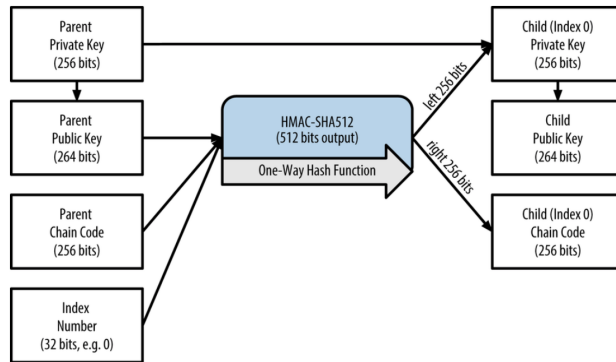 Parent
Private Key
(256 bits)
Parent
Public Key
(264 bits)
Parent
Chain Code
(256 bits)
Index
Number
(32 bits, e.g. 0)
HMAC-SHA512
(512 bits output)
One-Way Hash Function
left 256 bits
right 256 bits
Child (Index 0)
Private Key
(256 bits)
Child
Public Key
(264 bits)
Child (Index 0)
Chain Code
(256 bits)